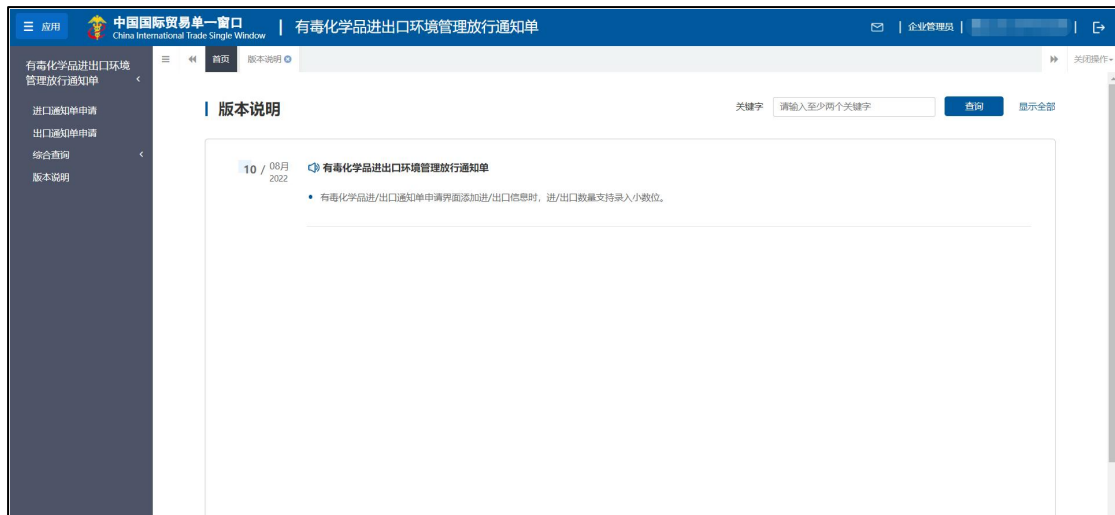 应用
中国国际贸易单一窗口
China International Trade Single Window
有毒化学品进出口环境管理放行通知单
企业管理员
有毒化学品进出口环境
管理放行通知单
进口通知单申请
出口通知单申请
综合查询
版本说明
首页
版本说明
关闭操作
版本说明
关键字
请输入至少两个关键字
查询
显示全部
10 / 08月
2022
有毒化学品进出口环境管理放行通知单
有毒化学品进/出口通知单申请界面添加进/出口信息时，进/出口数量支持录入小数位。